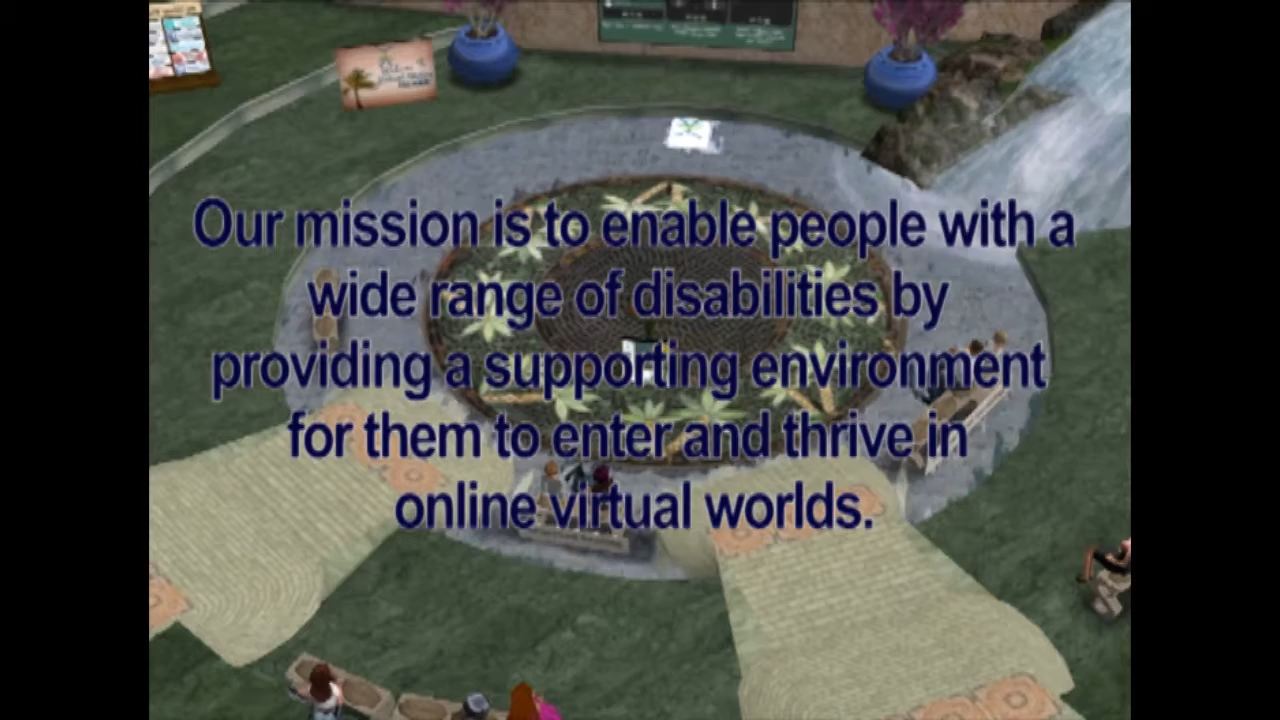 Our mission is to enable people with a
wide range of disabilities by
providing a supporting environment
for them to enter and thrive in
online virtual worlds.